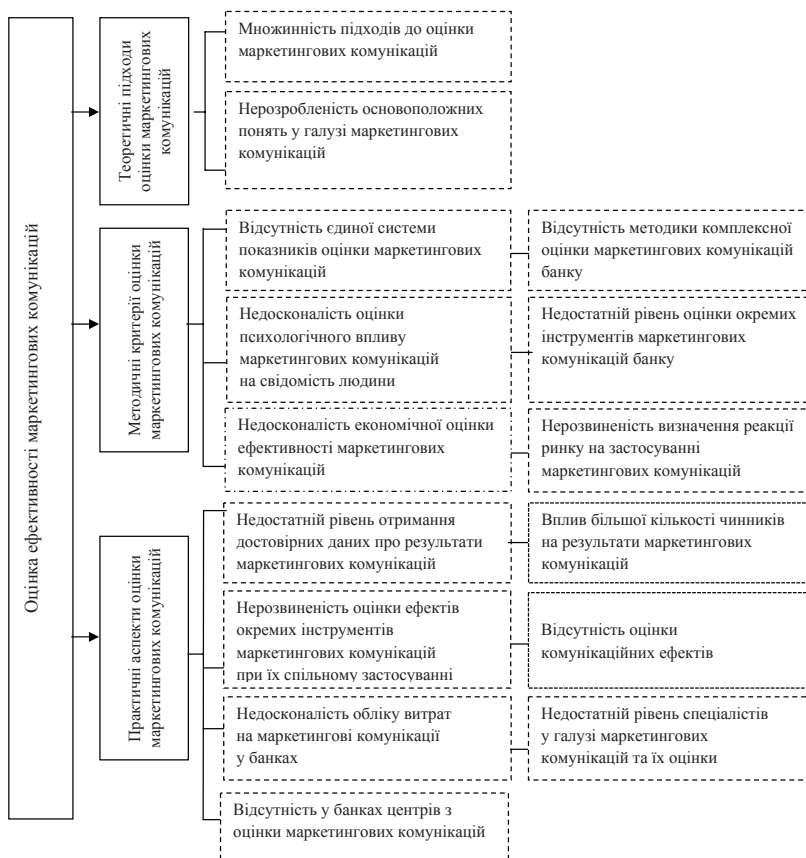 Оцінка ефективності маркетингових комунікацій
Теоретичні підходи
оцінки маркетингових
комунікацій
Множинність підходів до оцінки
маркетингових комунікацій
Нерозробленість основоположних
понять у галузі маркетингових
комунікацій
Методичні критерії оцінки
маркетингових комунікацій
Відсутність єдиної системи
показників оцінки маркетингових
комунікацій
Відсутність методики комплексної
оцінки маркетингових комунікацій
банку
Недосконалість оцінки
психологічного впливу
маркетингових комунікацій
на свідомість людини
Недостатній рівень оцінки окремих
інструментів маркетингових
комунікацій банку
Недосконалість економічної оцінки
ефективності маркетингових
комунікацій
Нерозвиненість визначення реакції
ринку на застосуванні
маркетингових комунікацій
Практичні аспекти оцінки
маркетингових комунікацій
Недостатній рівень отримання
достовірних даних про результати
маркетингових комунікацій
Вплив більшої кількості чинників
на результати маркетингових
комунікацій
Нерозвиненість оцінки ефектів
окремих інструментів
маркетингових комунікацій
при їх спільному застосуванні
Відсутність оцінки
комунікаційних ефектів
Недосконалість обліку витрат
на маркетингові комунікації
у банках
Недостатній рівень спеціалістів
у галузі маркетингових
комунікацій та їх оцінки
Відсутність у банках центрів з
оцінки маркетингових комунікацій